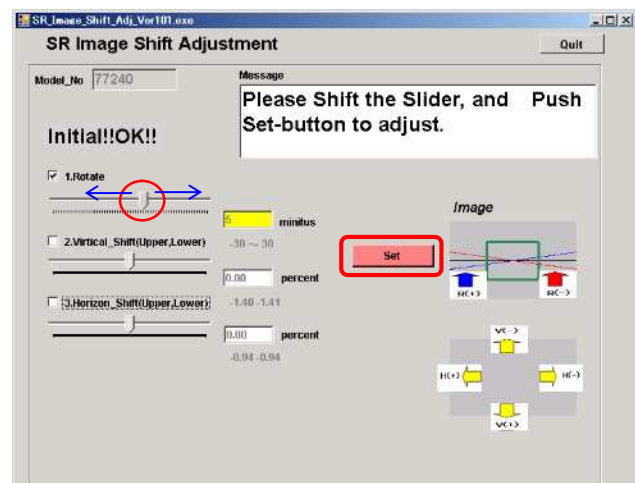 SR_Image_Shift_Adj_Ver101.exe
SR Image Shift Adjustment
Quit
Model_No 77240
Message
Please Shift the Slider, and Push
Set-button to adjust.
Initial!!OK!!
1.Rotate
5 minitus
-30 ~ 30
Image
2.Virtical_Shift(Upper,Lower)
Set
0.00 percent
R(+) R(-)
3.Horizon_Shift(Upper,Lower)
-1.40 -1.41
0.00 percent
V(-)
-0.94 -0.94
H(+) H(-)
V(+)